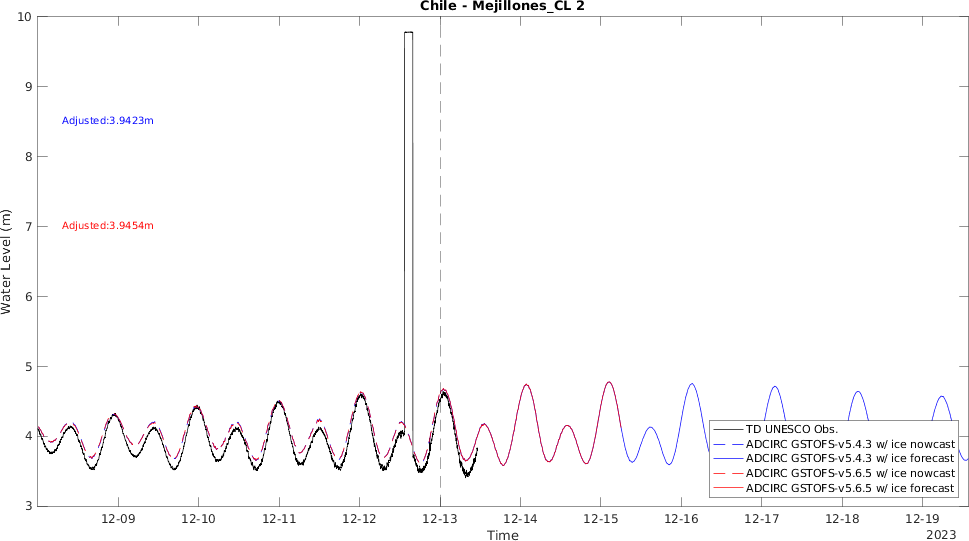 Chile - Mejillones_CL 2
10
9
8
7
6
5
4
3
Water Level (m)
Adjusted:3.9423m
Adjusted:3.9454m
TD UNESCO Obs.
ADCIRC GSTOFS-v5.4.3 w/ ice nowcast
ADCIRC GSTOFS-v5.4.3 w/ ice forecast
ADCIRC GSTOFS-v5.6.5 w/ ice nowcast
ADCIRC GSTOFS-v5.6.5 w/ ice forecast
12-09 12-10 12-11 12-12 12-13 12-14 12-15 12-16 12-17 12-18 12-19
Time
2023